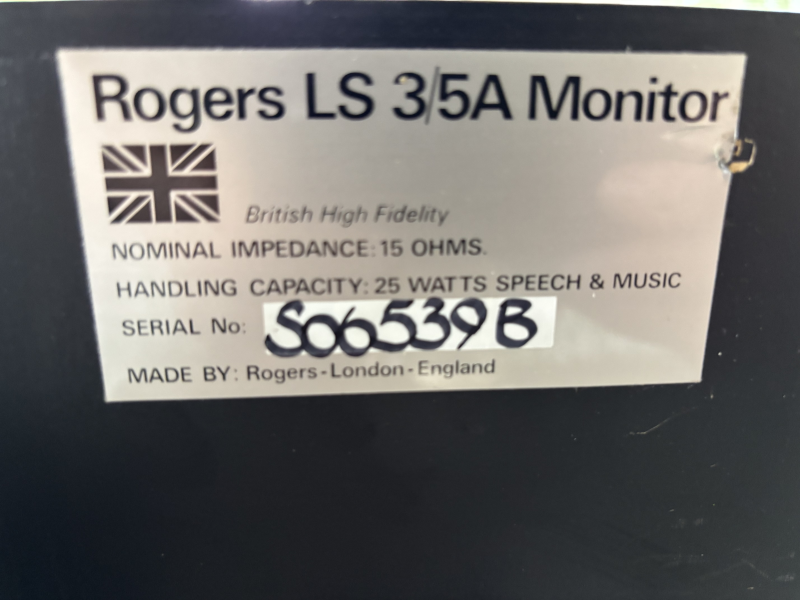 Rogers LS 3/5A Monitor
British High Fidelity
NOMINAL IMPEDANCE: 15 OHMS.
HANDLING CAPACITY: 25 WATTS SPEECH & MUSIC
SERIAL No: S06539B
MADE BY: Rogers-London-England